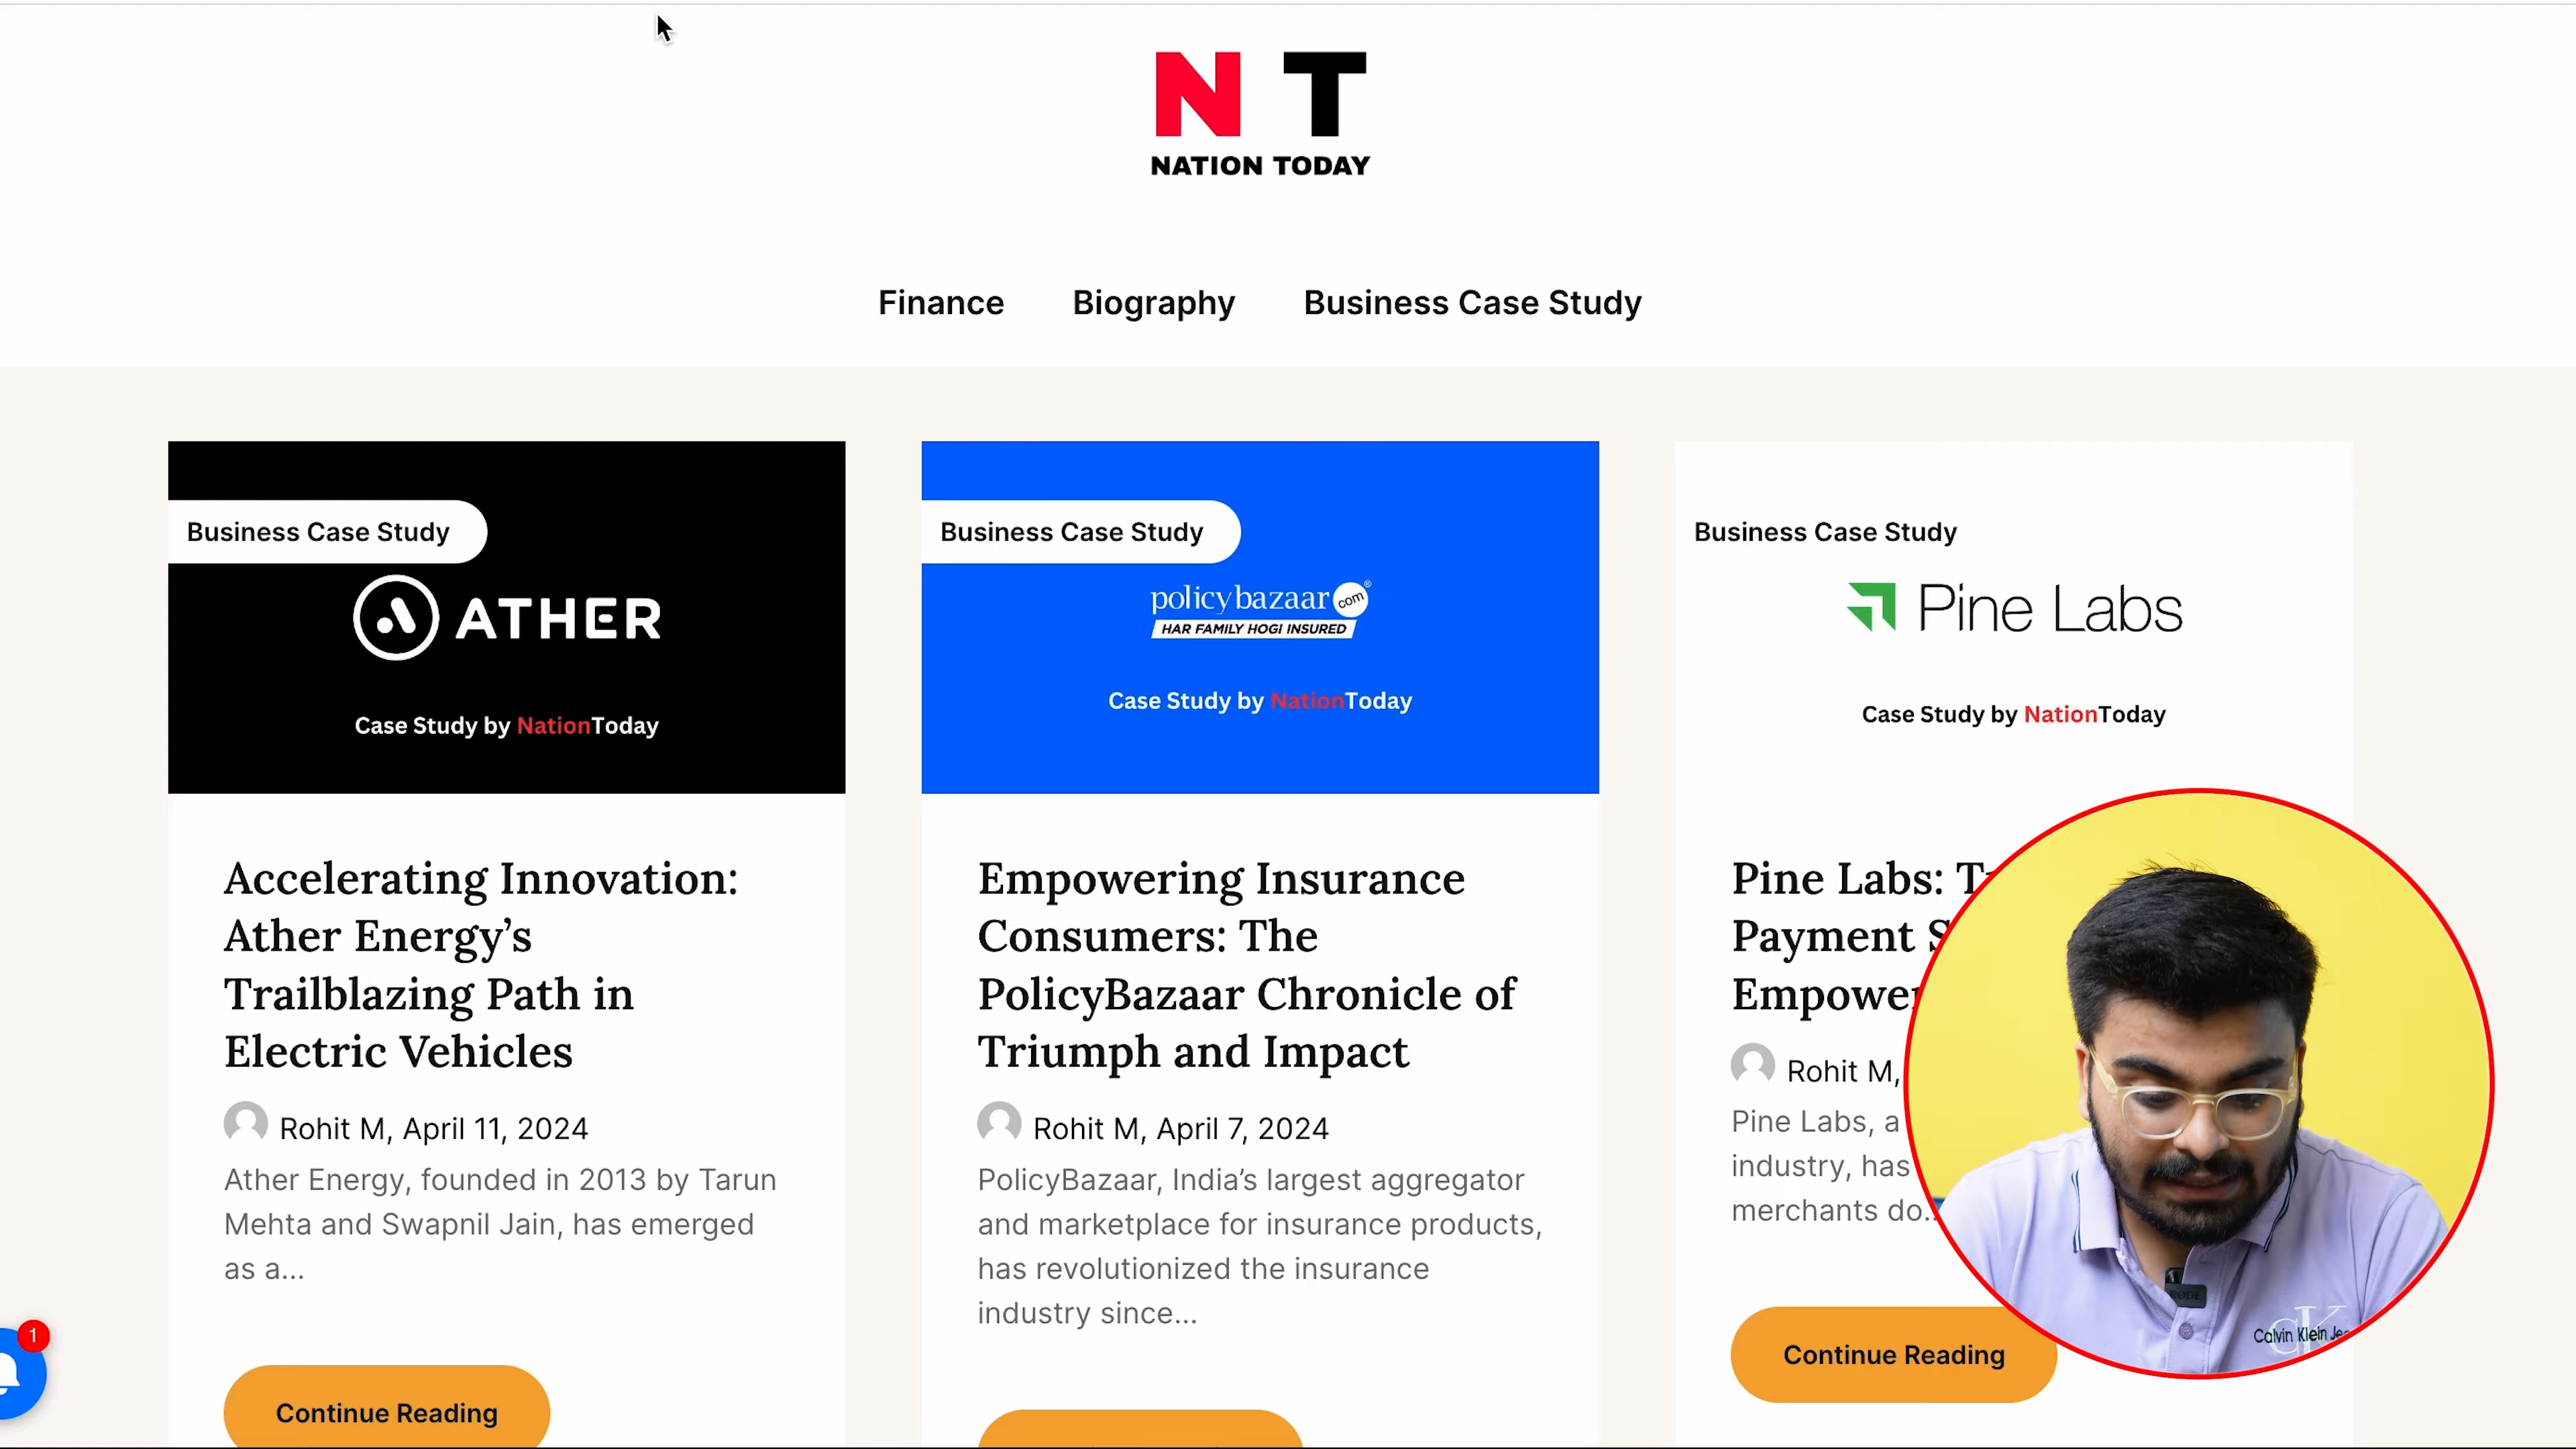 N T
NATION TODAY
Finance Biography Business Case Study
Business Case Study
ATHER
Case Study by NationToday
Accelerating Innovation:
Ather Energy’s
Trailblazing Path in
Electric Vehicles
Rohit M, April 11, 2024
Ather Energy, founded in 2013 by Tarun
Mehta and Swapnil Jain, has emerged
as a...
Continue Reading
Business Case Study
policybazaar com ®
HAR FAMILY HOGI INSURED
Case Study by NationToday
Empowering Insurance
Consumers: The
PolicyBazaar Chronicle of
Triumph and Impact
Rohit M, April 7, 2024
PolicyBazaar, India’s largest aggregator
and marketplace for insurance products,
has revolutionized the insurance
industry since...
Business Case Study
Pine Labs
Case Study by NationToday
Pine Labs:
Payment
Rohit M,
Pine Labs, a
industry, has
merchants do..
Continue Reading
RODE
CK
Calvin Klein
1